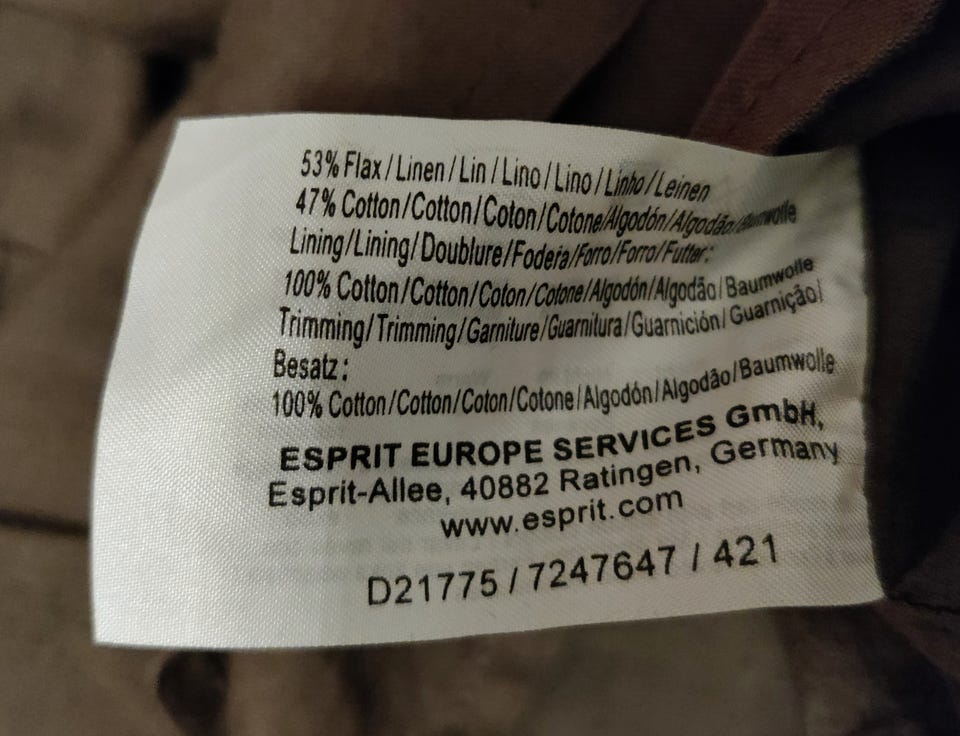 53% Flax/Linen/Lin/Lino/Lino/Linho/Leinen
47% Cotton/Cotton/Coton/Cotone/Algodón/Algodão/Baumwolle
Lining/Lining/Doublure/Fodera/Forro/Forro/Futter:
100% Cotton/Cotton/Coton/Cotone/Algodón/Algodão/Baumwolle
Trimming/Trimming/Garniture/Guarnitura/Guarnición/Guarnição/
Besatz:
100% Cotton/Cotton/Coton/Cotone/Algodón/Algodão/Baumwolle
ESPRIT EUROPE SERVICES GmbH,
Esprit-Allee, 40882 Ratingen, Germany
www.esprit.com
D21775 / 7247647 / 421